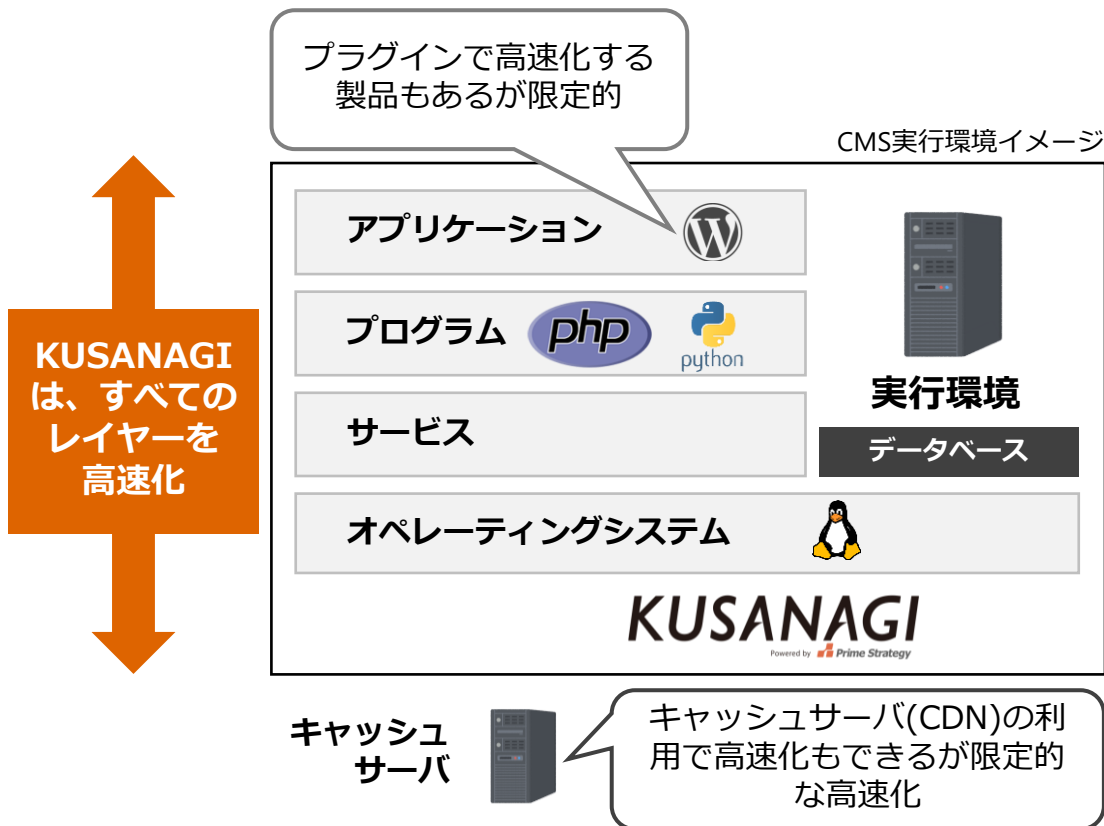 プラグインで高速化する
製品もあるが限定的
CMS実行環境イメージ
アプリケーション
プログラム
php
python
サービス
実行環境
データベース
オペレーティングシステム
KUSANAGI
は、すべての
レイヤーを
高速化
KUSANAGI
Powered by Prime Strategy
キャッシュ
サーバ
キャッシュサーバ(CDN)の利
用で高速化もできるが限定的
な高速化